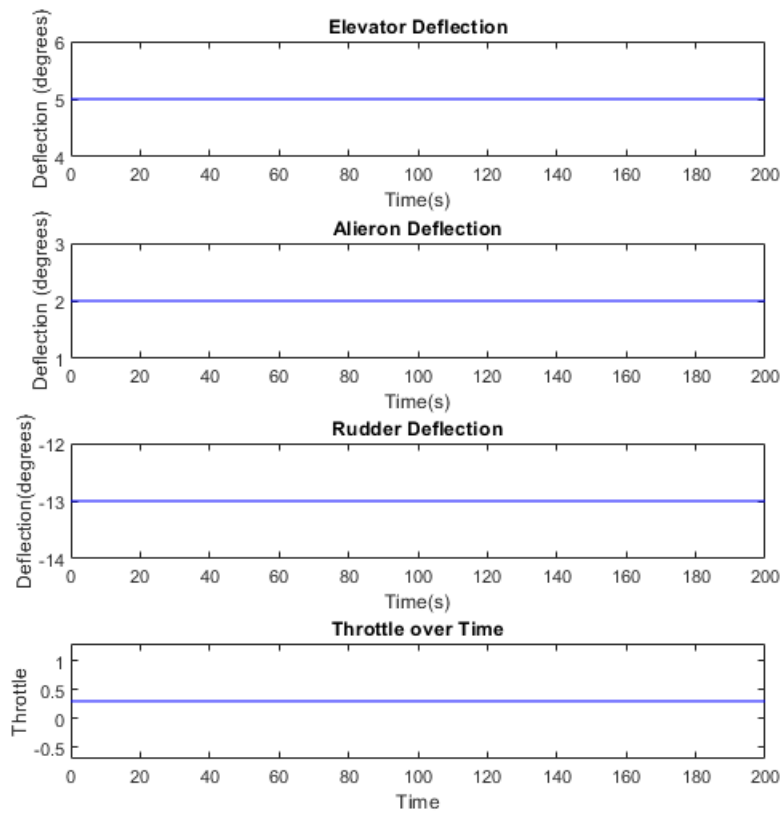 Elevator Deflection
Deflection (degrees)
6
5
4
0 20 40 60 80 100 120 140 160 180 200
Time(s)
Alieron Deflection
Deflection (degrees)
3
2
1
0 20 40 60 80 100 120 140 160 180 200
Time(s)
Rudder Deflection
Deflection(degrees)
-12
-13
-14
0 20 40 60 80 100 120 140 160 180 200
Time(s)
Throttle over Time
Throttle
1
0.5
0
-0.5
0 20 40 60 80 100 120 140 160 180 200
Time